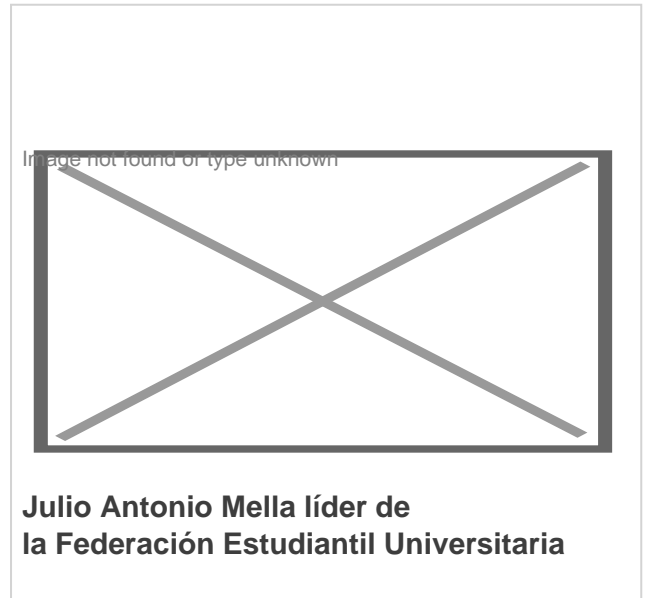 Image not found or type unknown
Julio Antonio Mella líder de
la Federación Estudiantil Universitaria